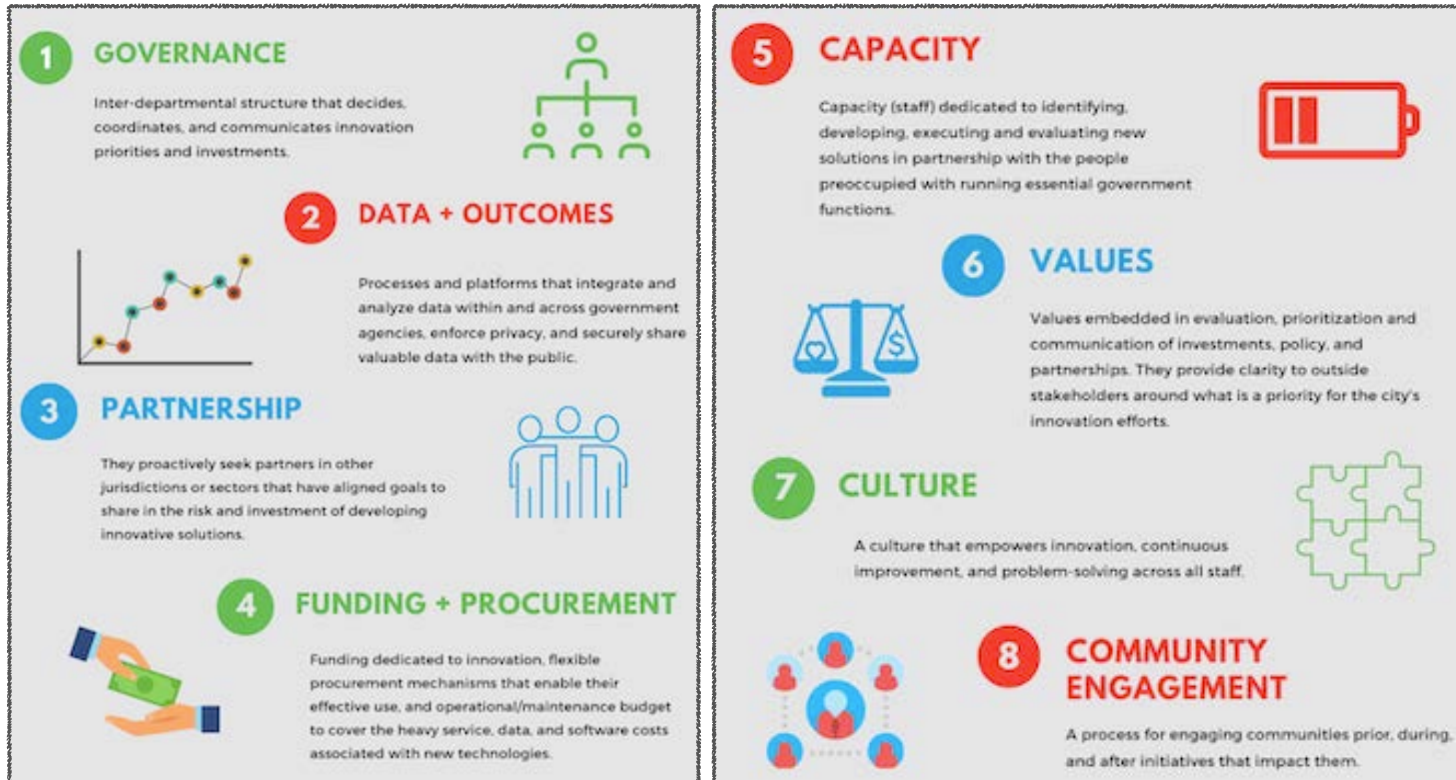 1
GOVERNANCE
Inter-departmental structure that decides,
coordinates, and communicates innovation
priorities and investments.
2
DATA + OUTCOMES
Processes and platforms that integrate and
analyze data within and across government
agencies, enforce privacy, and securely share
valuable data with the public.
3
PARTNERSHIP
They proactively seek partners in other
jurisdictions or sectors that have aligned goals to
share in the risk and investment of developing
innovative solutions.
4
FUNDING + PROCUREMENT
Funding dedicated to innovation, flexible
procurement mechanisms that enable their
effective use, and operational/maintenance budget
to cover the heavy service, data, and software costs
associated with new technologies.
5
CAPACITY
Capacity (staff) dedicated to identifying,
developing, executing and evaluating new
solutions in partnership with the people
preoccupied with running essential government
functions.
6
VALUES
$
Values embedded in evaluation, prioritization and
communication of investments, policy, and
partnerships. They provide clarity to outside
stakeholders around what is a priority for the city's
innovation efforts.
7
CULTURE
A culture that empowers innovation, continuous
improvement, and problem-solving across all staff.
8
COMMUNITY
ENGAGEMENT
A process for engaging communities prior, during,
and after initiatives that impact them.